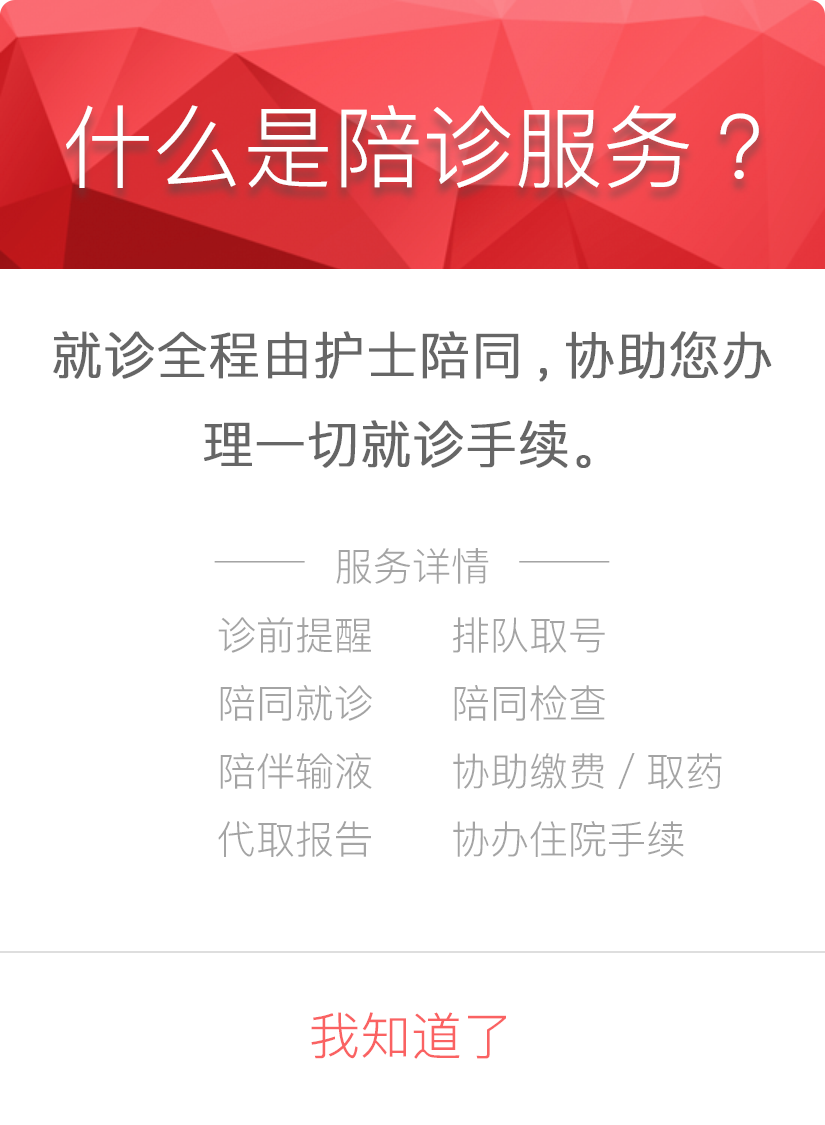 什么是陪诊服务？
就诊全程由护士陪同，协助您办
理一切就诊手续。
服务详情
诊前提醒 排队取号
陪同就诊 陪同检查
陪伴输液 协助缴费 / 取药
代取报告 协办住院手续
我知道了